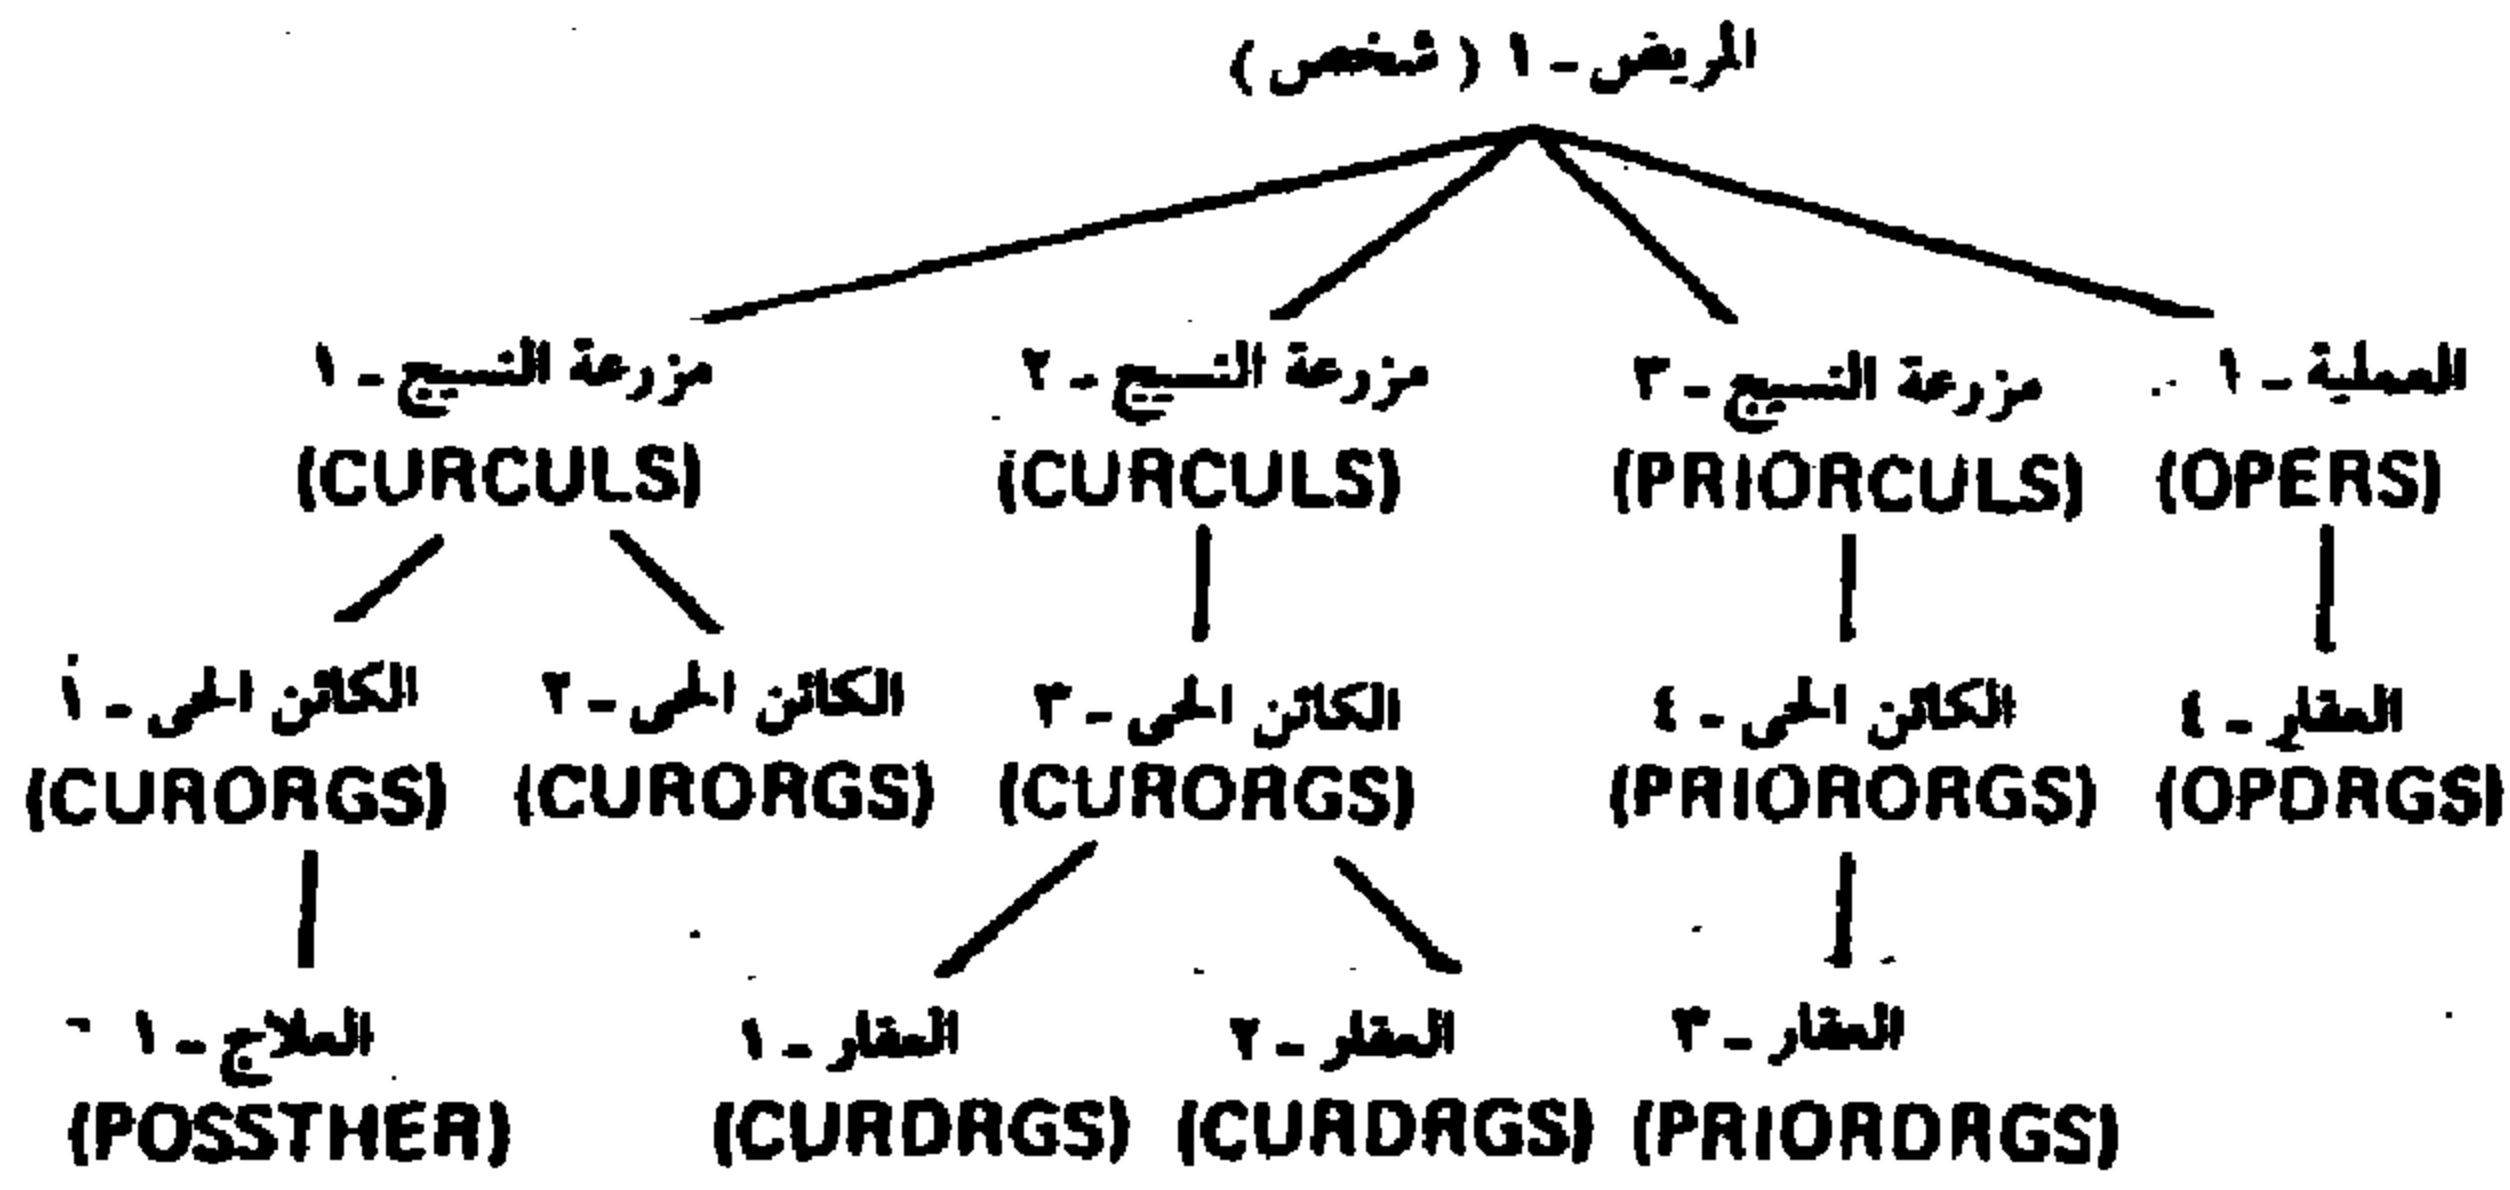 المريض - ١ (شخص)
مزرعة النسيج - ١
(CURCULS)
مزرعة النسيج - ٢
(CURCULS)
مزرعة النسيج - ٣
(PRIORCULS)
العملية - ١
(OPERS)
الكائن الحى - ١
(CURORGS)
الكائن الحى - ٢
(CURORGS)
الكائن الحى - ٣
(CURORGS)
الكائن الحى - ٤
(PRIORORGS)
العقار - ٤
(OPDRGS)
العلاج - ١
(POSSTHER)
العقار - ١
(CURDRGS)
العقار - ٢
(CURDRGS)
العقار - ٣
(PRIORDRGS)